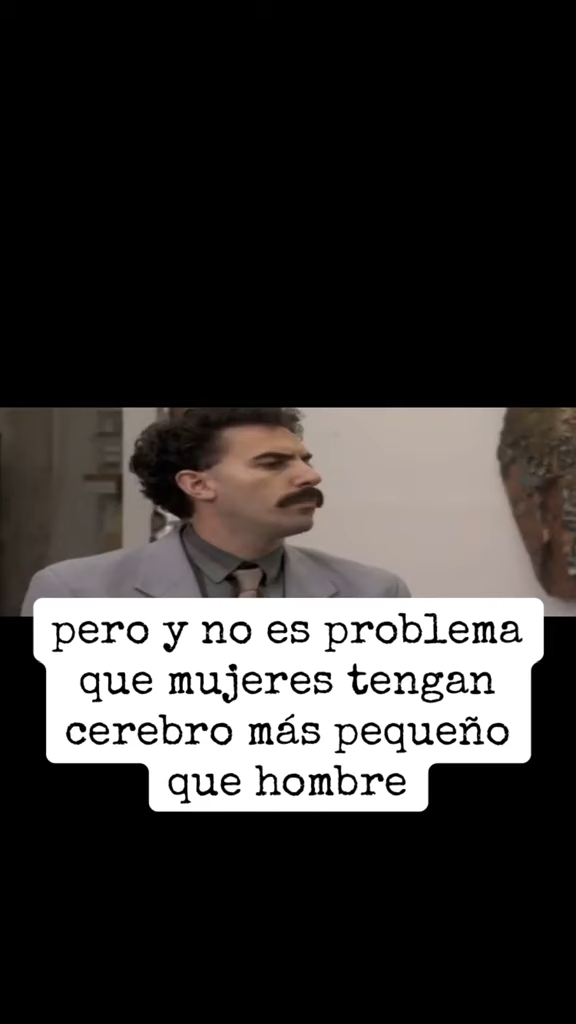 pero y no es problema
que mujeres tengan
cerebro más pequeño
que hombre